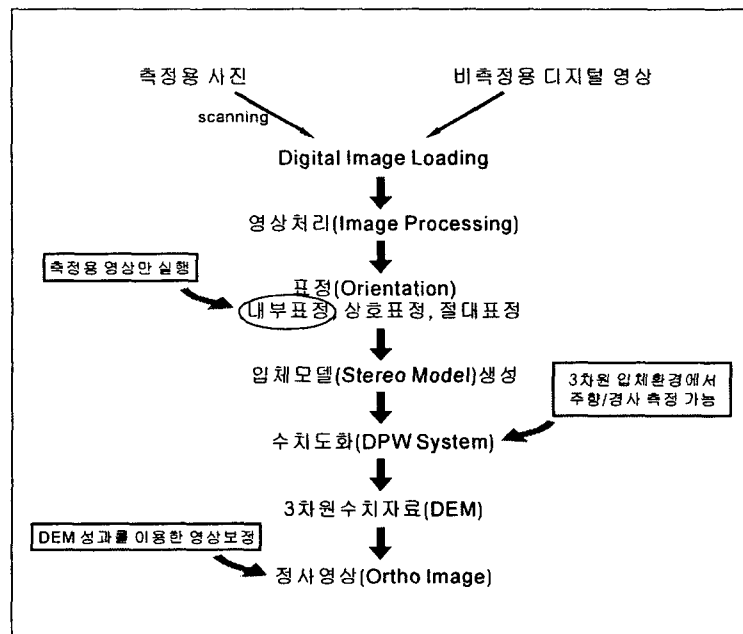 측정용 사진
비측정용 디지털 영상
scanning
Digital Image Loading
영상처리(Image Processing)
측정용 영상만 실행
표정(Orientation)
내부표정, 상호표정, 절대표정
입체모델(Stereo Model)생성
3차원 입체환경에서
주향/경사 측정 가능
수치도화(DPW System)
3차원수치자료(DEM)
DEM 성과를 이용한 영상보정
정사영상(Ortho Image)